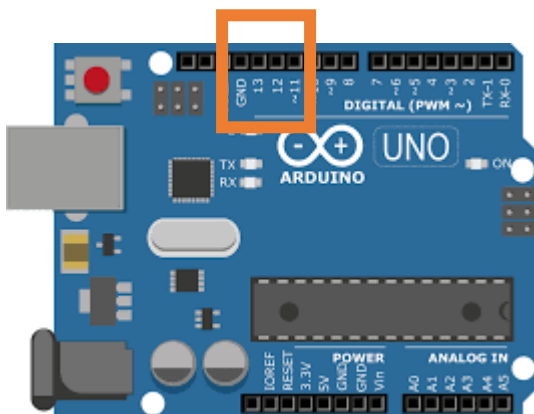 GND 13 12 ~11 ~9 8 7 ~6 ~5 4 ~3 2 TX-1 RX-0
DIGITAL (PWM ~)
UNO
TX
RX
ARDUINO
ON
POWER ANALOG IN
IOREF RESET 3.3V 5V GND GND Vin A0 A1 A2 A3 A4 A5